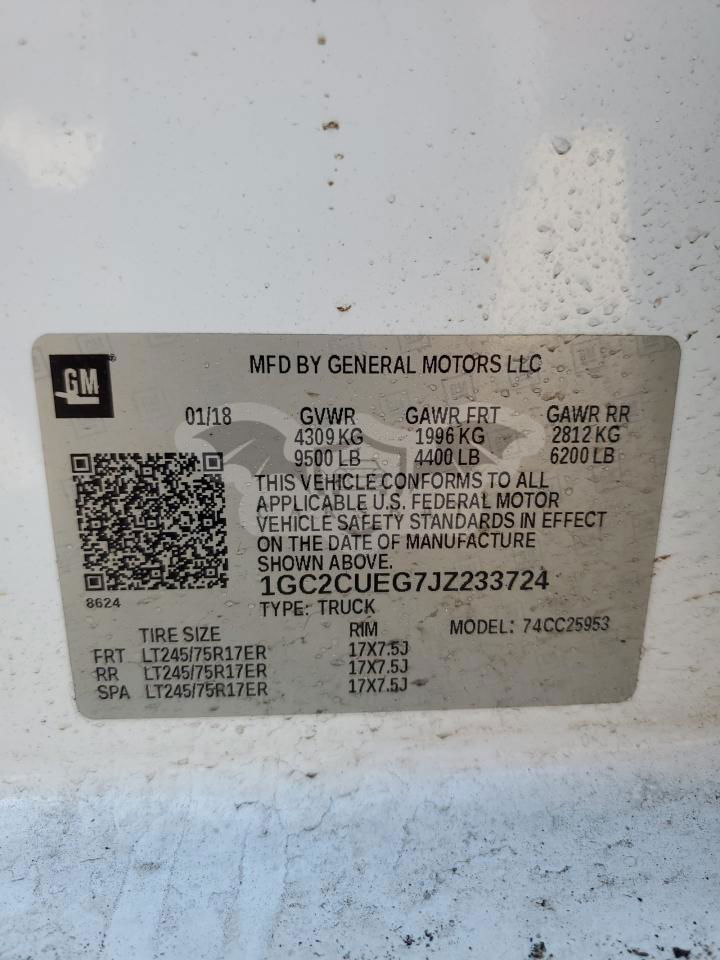 GM
MFD BY GENERAL MOTORS LLC
01/18 GVWR GAWR FRT GAWR RR
4309 KG 1996 KG 2812 KG
9500 LB 4400 LB 6200 LB
THIS VEHICLE CONFORMS TO ALL
APPLICABLE U.S. FEDERAL MOTOR
VEHICLE SAFETY STANDARDS IN EFFECT
ON THE DATE OF MANUFACTURE
SHOWN ABOVE.
1GC2CUEG7JZ233724
8624
TYPE: TRUCK
TIRE SIZE RIM MODEL: 74CC25953
FRT LT245/75R17ER 17X7.5J
RR LT245/75R17ER 17X7.5J
SPA LT245/75R17ER 17X7.5J